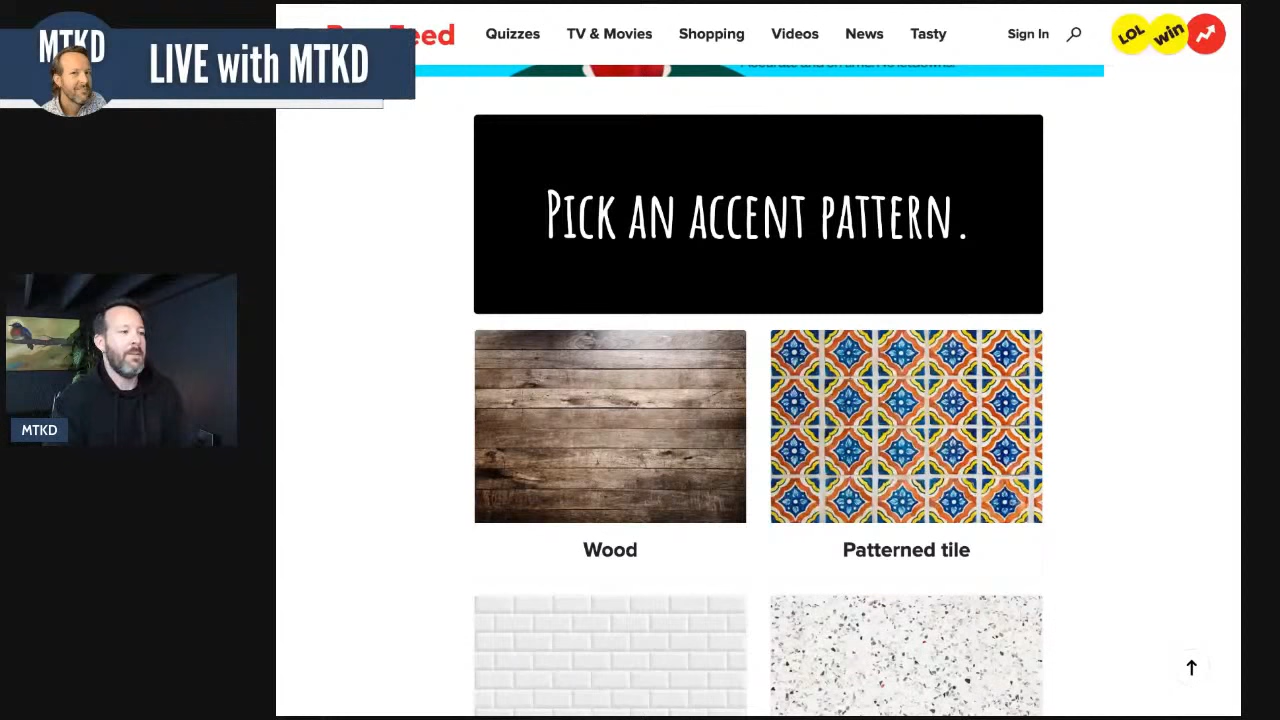 MTKD
LIVE with MTKD
Feed
Quizzes
TV & Movies
Shopping
Videos
News
Tasty
Sign In
LOL
win
PICK AN ACCENT PATTERN.
MTKD
Wood
Patterned tile